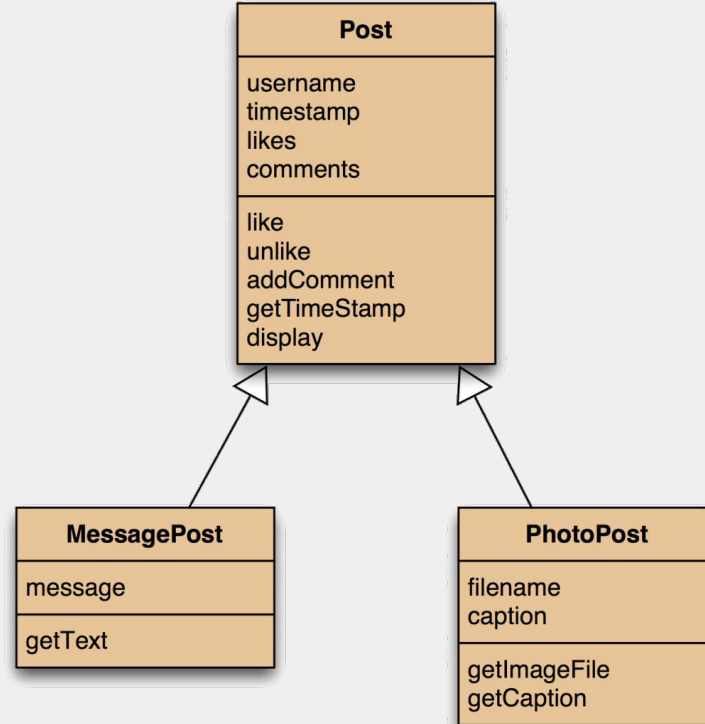 Post
username
timestamp
likes
comments
like
unlike
addComment
getTimeStamp
display
MessagePost
message
getText
PhotoPost
filename
caption
getImageFile
getCaption